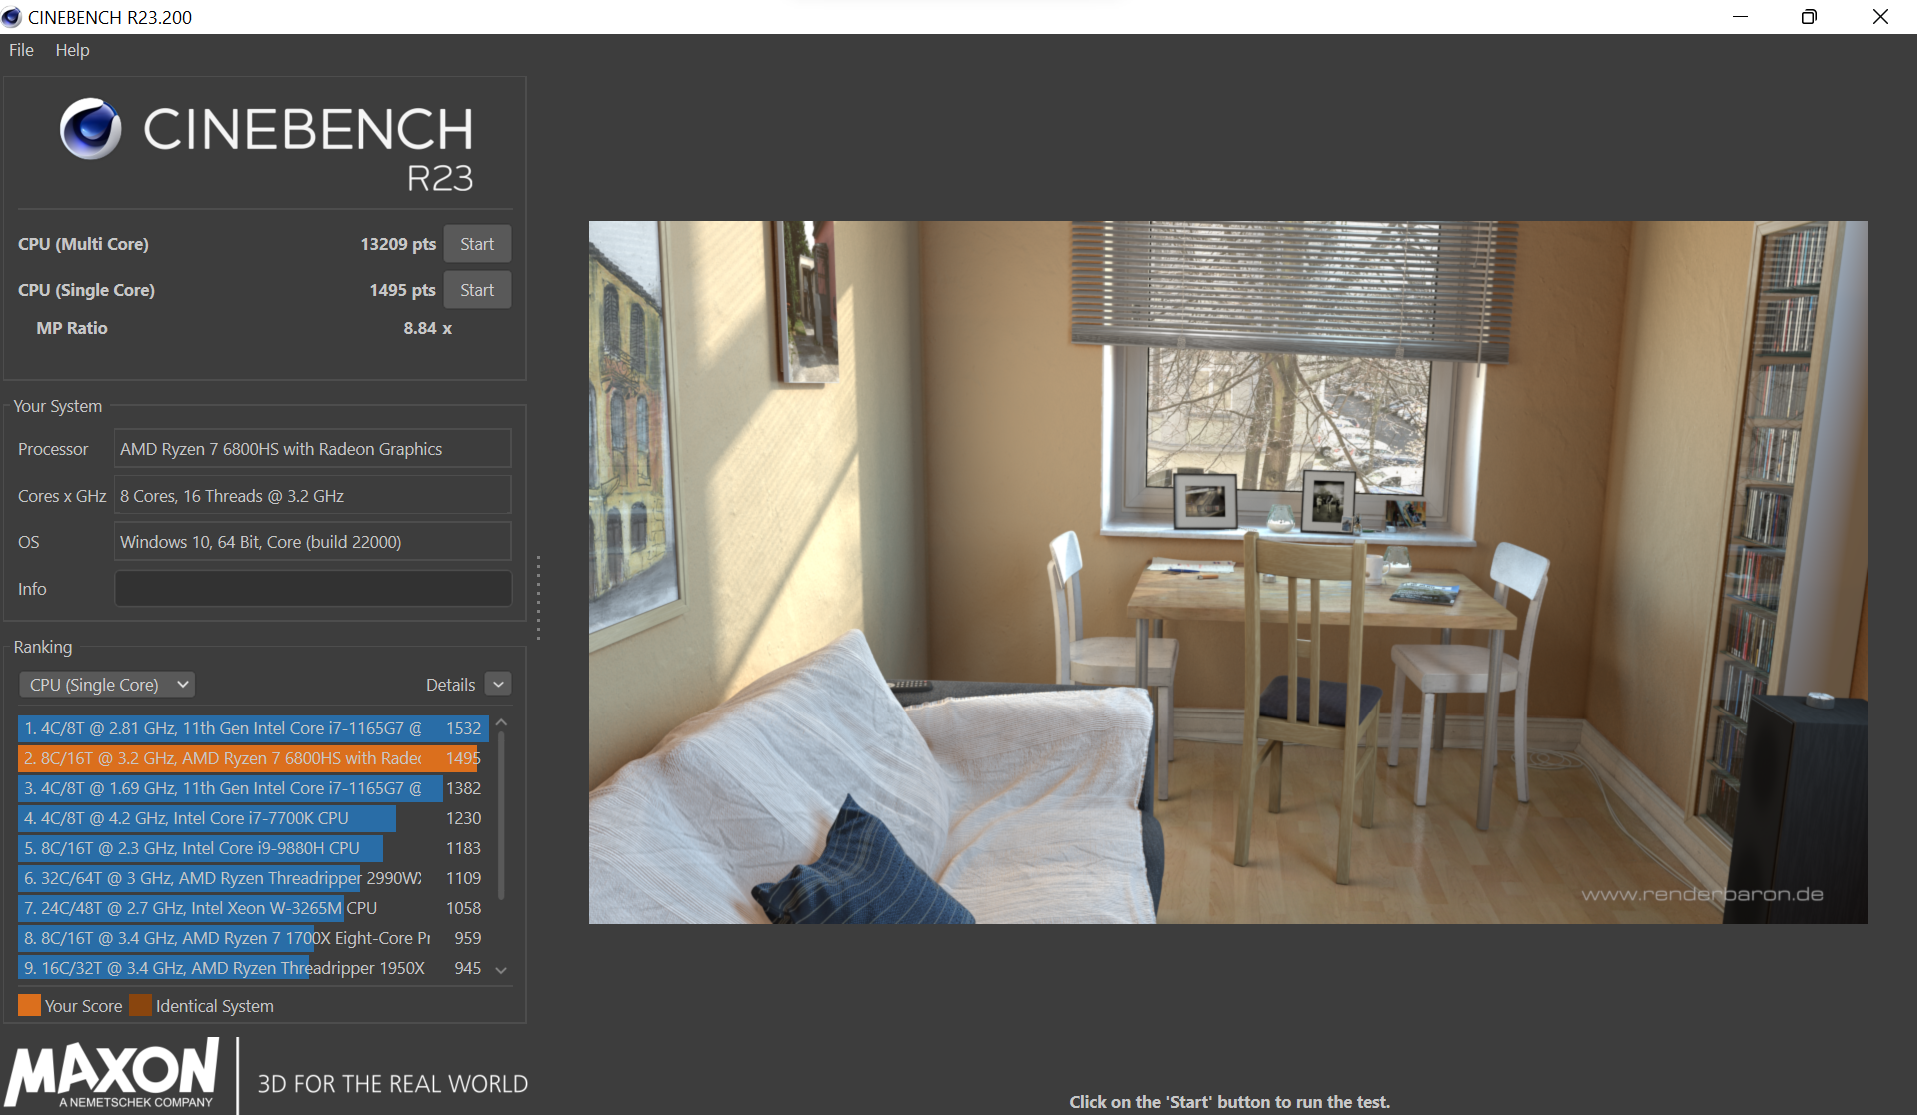 CINEBENCH R23.200
File Help
CINEBENCH
R23
CPU (Multi Core) 13209 pts Start
CPU (Single Core) 1495 pts Start
MP Ratio 8.84 x
Your System
Processor AMD Ryzen 7 6800HS with Radeon Graphics
Cores x GHz 8 Cores, 16 Threads @ 3.2 GHz
OS Windows 10, 64 Bit, Core (build 22000)
Info
Ranking
CPU (Single Core) Details
1. 4C/8T @ 2.81 GHz, 11th Gen Intel Core i7-1165G7 @ 1532
2. 8C/16T @ 3.2 GHz, AMD Ryzen 7 6800HS with Radec 1495
3. 4C/8T @ 1.69 GHz, 11th Gen Intel Core i7-1165G7 @ 1382
4. 4C/8T @ 4.2 GHz, Intel Core i7-7700K CPU 1230
5. 8C/16T @ 2.3 GHz, Intel Core i9-9880H CPU 1183
6. 32C/64T @ 3 GHz, AMD Ryzen Threadripper 2990WX 1109
7. 24C/48T @ 2.7 GHz, Intel Xeon W-3265M CPU 1058
8. 8C/16T @ 3.4 GHz, AMD Ryzen 7 1700X Eight-Core Pr 959
9. 16C/32T @ 3.4 GHz, AMD Ryzen Threadripper 1950X 945
Your Score Identical System
MAXON
A NEMETSCHEK COMPANY
3D FOR THE REAL WORLD
www.renderbaron.de
Click on the 'Start' button to run the test.